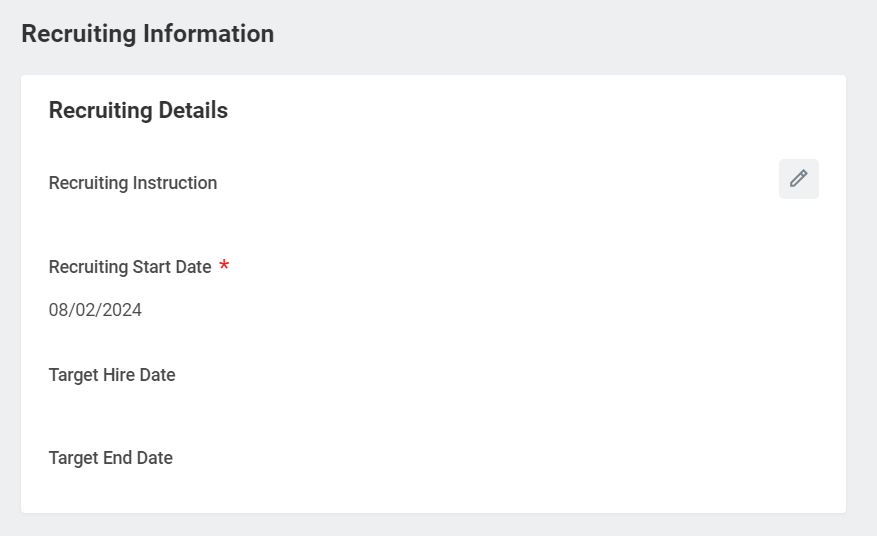 Recruiting Information
Recruiting Details
Recruiting Instruction
Recruiting Start Date *
08/02/2024
Target Hire Date
Target End Date